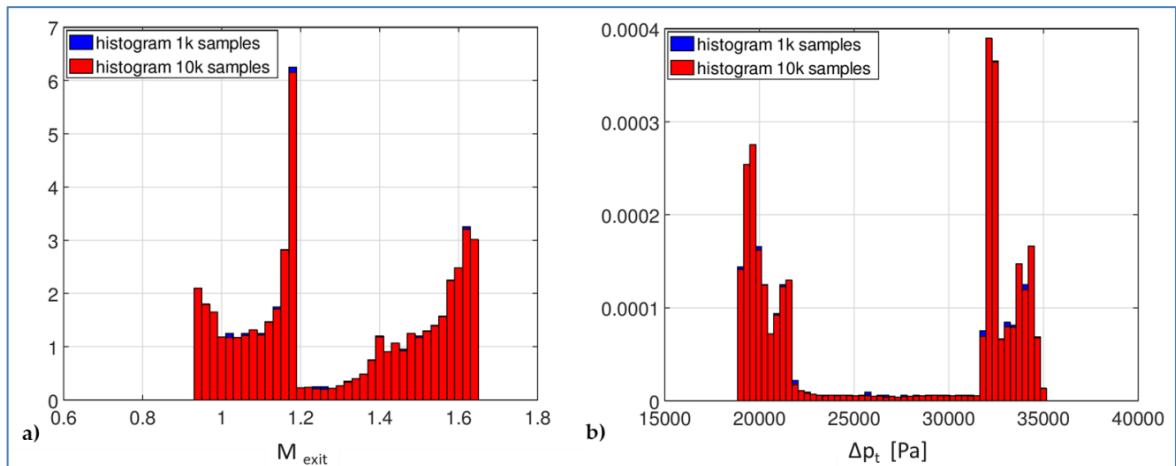 7
6
5
4
3
2
1
0
histogram 1k samples
histogram 10k samples
0.6 0.8 1 1.2 1.4 1.6 1.8
a)
M exit
0.0004
0.0003
0.0002
0.0001
0
histogram 1k samples
histogram 10k samples
15000 20000 25000 30000 35000 40000
b)
Δpt [Pa]